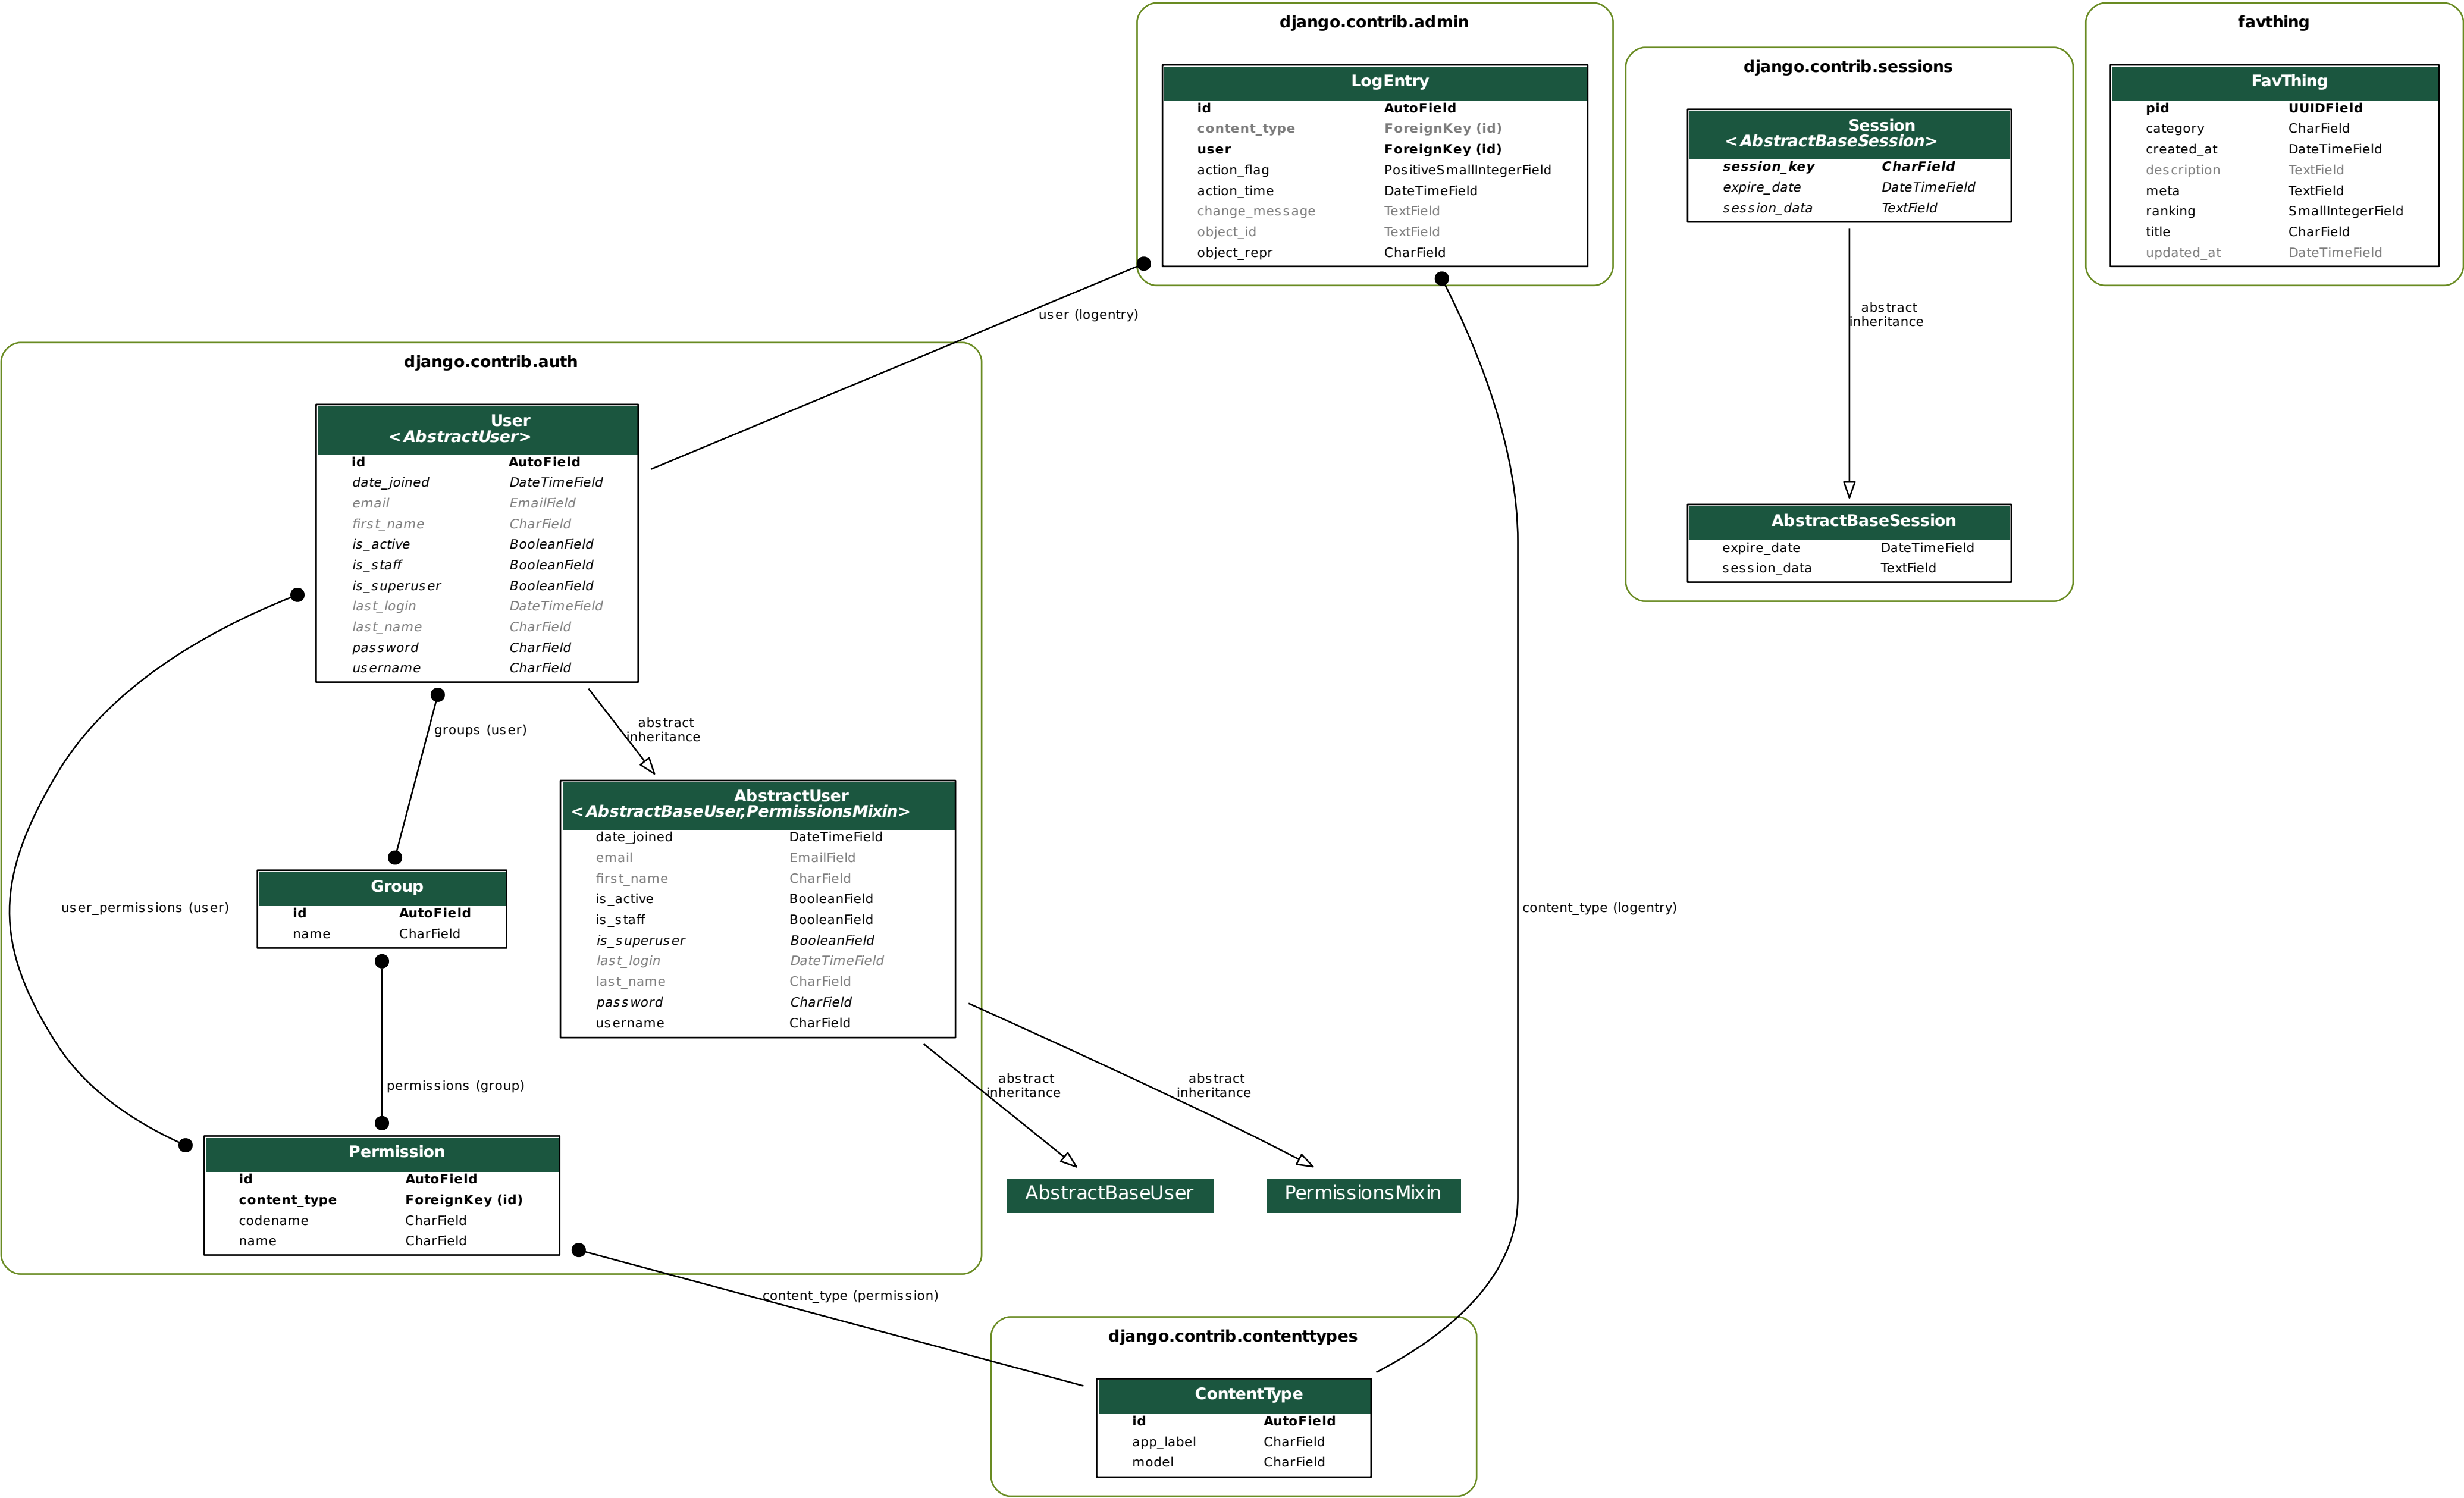 django.contrib.admin
LogEntry
id AutoField
content_type ForeignKey (id)
user ForeignKey (id)
action_flag PositiveSmallIntegerField
action_time DateTimeField
change_message TextField
object_id TextField
object_repr CharField
django.contrib.sessions
Session
<AbstractBaseSession>
session_key CharField
expire_date DateTimeField
session_data TextField
abstract
inheritance
AbstractBaseSession
expire_date DateTimeField
session_data TextField
favthing
FavThing
pid UUIDField
category CharField
created_at DateTimeField
description TextField
meta TextField
ranking SmallIntegerField
title CharField
updated_at DateTimeField
user (logentry)
django.contrib.auth
User
<AbstractUser>
id AutoField
date_joined DateTimeField
email EmailField
first_name CharField
is_active BooleanField
is_staff BooleanField
is_superuser BooleanField
last_login DateTimeField
last_name CharField
password CharField
username CharField
groups (user)
abstract
inheritance
AbstractUser
<AbstractBaseUser,PermissionsMixin>
date_joined DateTimeField
email EmailField
first_name CharField
is_active BooleanField
is_staff BooleanField
is_superuser BooleanField
last_login DateTimeField
last_name CharField
password CharField
username CharField
user_permissions (user)
Group
id AutoField
name CharField
permissions (group)
Permission
id AutoField
content_type ForeignKey (id)
codename CharField
name CharField
abstract
inheritance
abstract
inheritance
AbstractBaseUser
PermissionsMixin
content_type (logentry)
content_type (permission)
django.contrib.contenttypes
ContentType
id AutoField
app_label CharField
model CharField